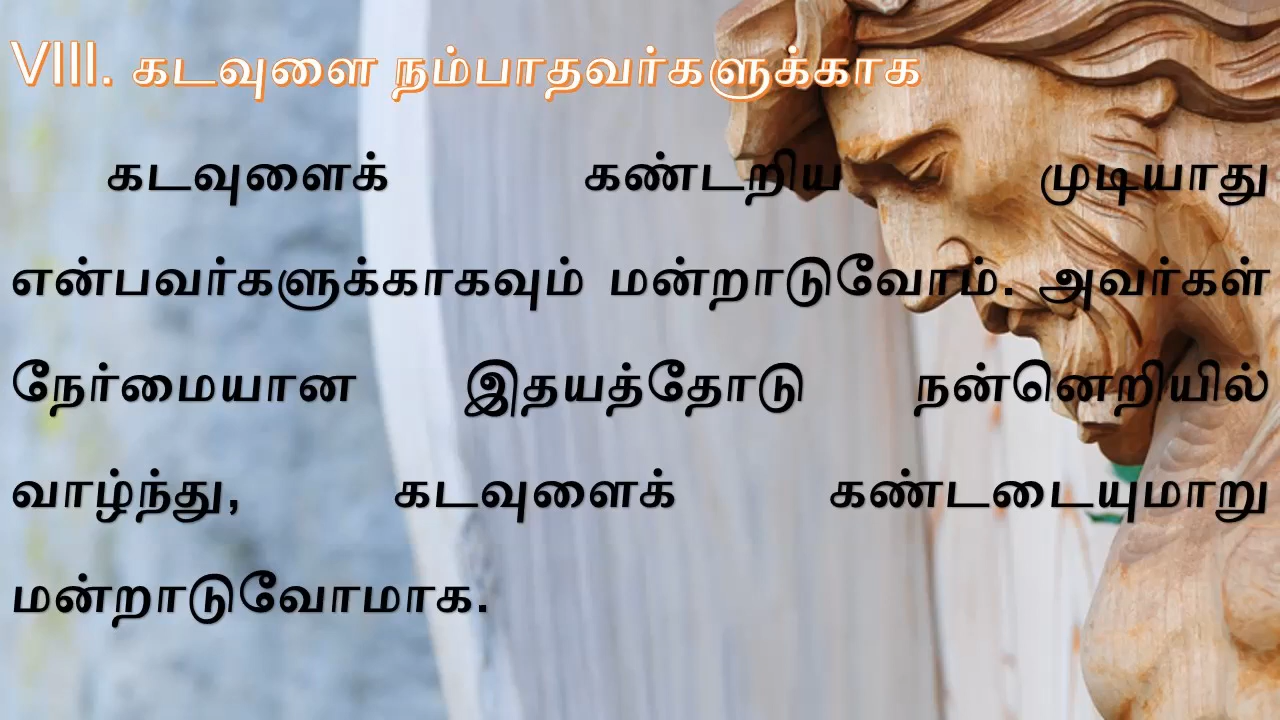 VIII. கடவுளை நம்பாதவர்களுக்காக
கடவுளைக் கண்டறிய முடியாது
என்பவர்களுக்காகவும் மன்றாடுவோம். அவர்கள்
நேர்மையான இதயத்தோடு நன்னெறியில்
வாழ்ந்து, கடவுளைக் கண்டடையுமாறு
மன்றாடுவோமாக.